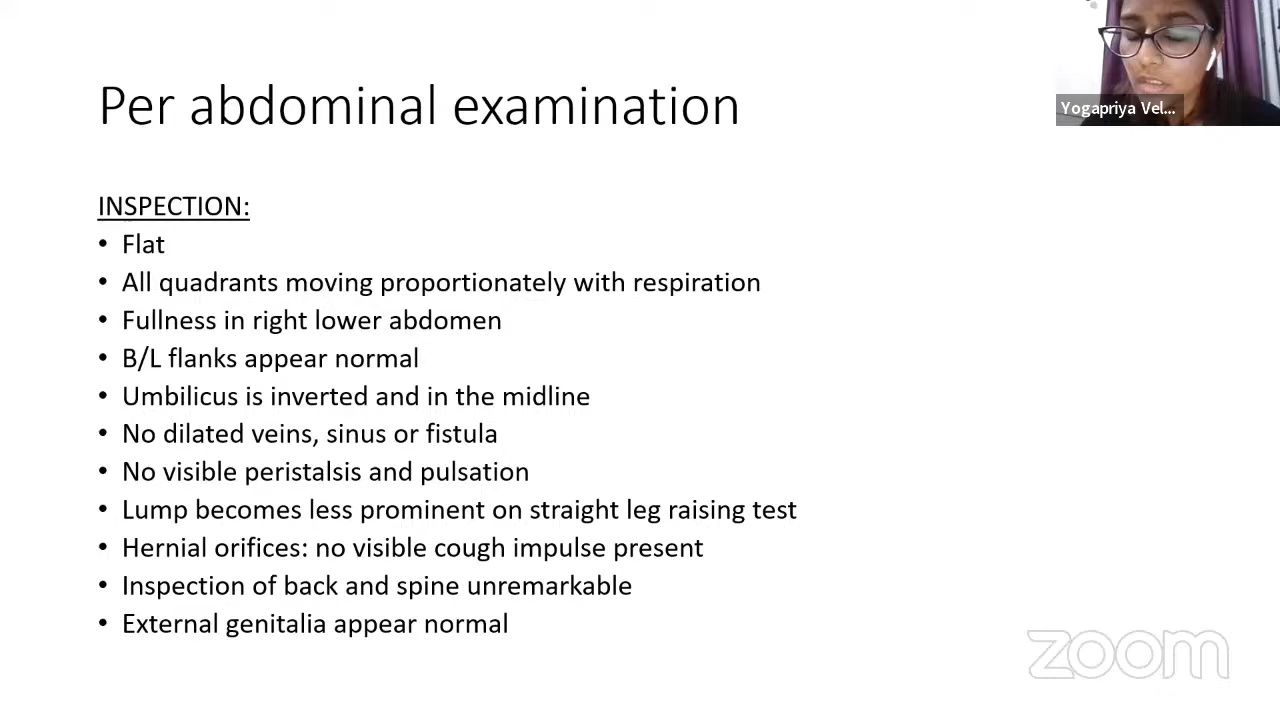 Per abdominal examination
Yogapriya Vel...
INSPECTION:
• Flat
• All quadrants moving proportionately with respiration
• Fullness in right lower abdomen
• B/L flanks appear normal
• Umbilicus is inverted and in the midline
• No dilated veins, sinus or fistula
• No visible peristalsis and pulsation
• Lump becomes less prominent on straight leg raising test
• Hernial orifices: no visible cough impulse present
• Inspection of back and spine unremarkable
• External genitalia appear normal
zoom